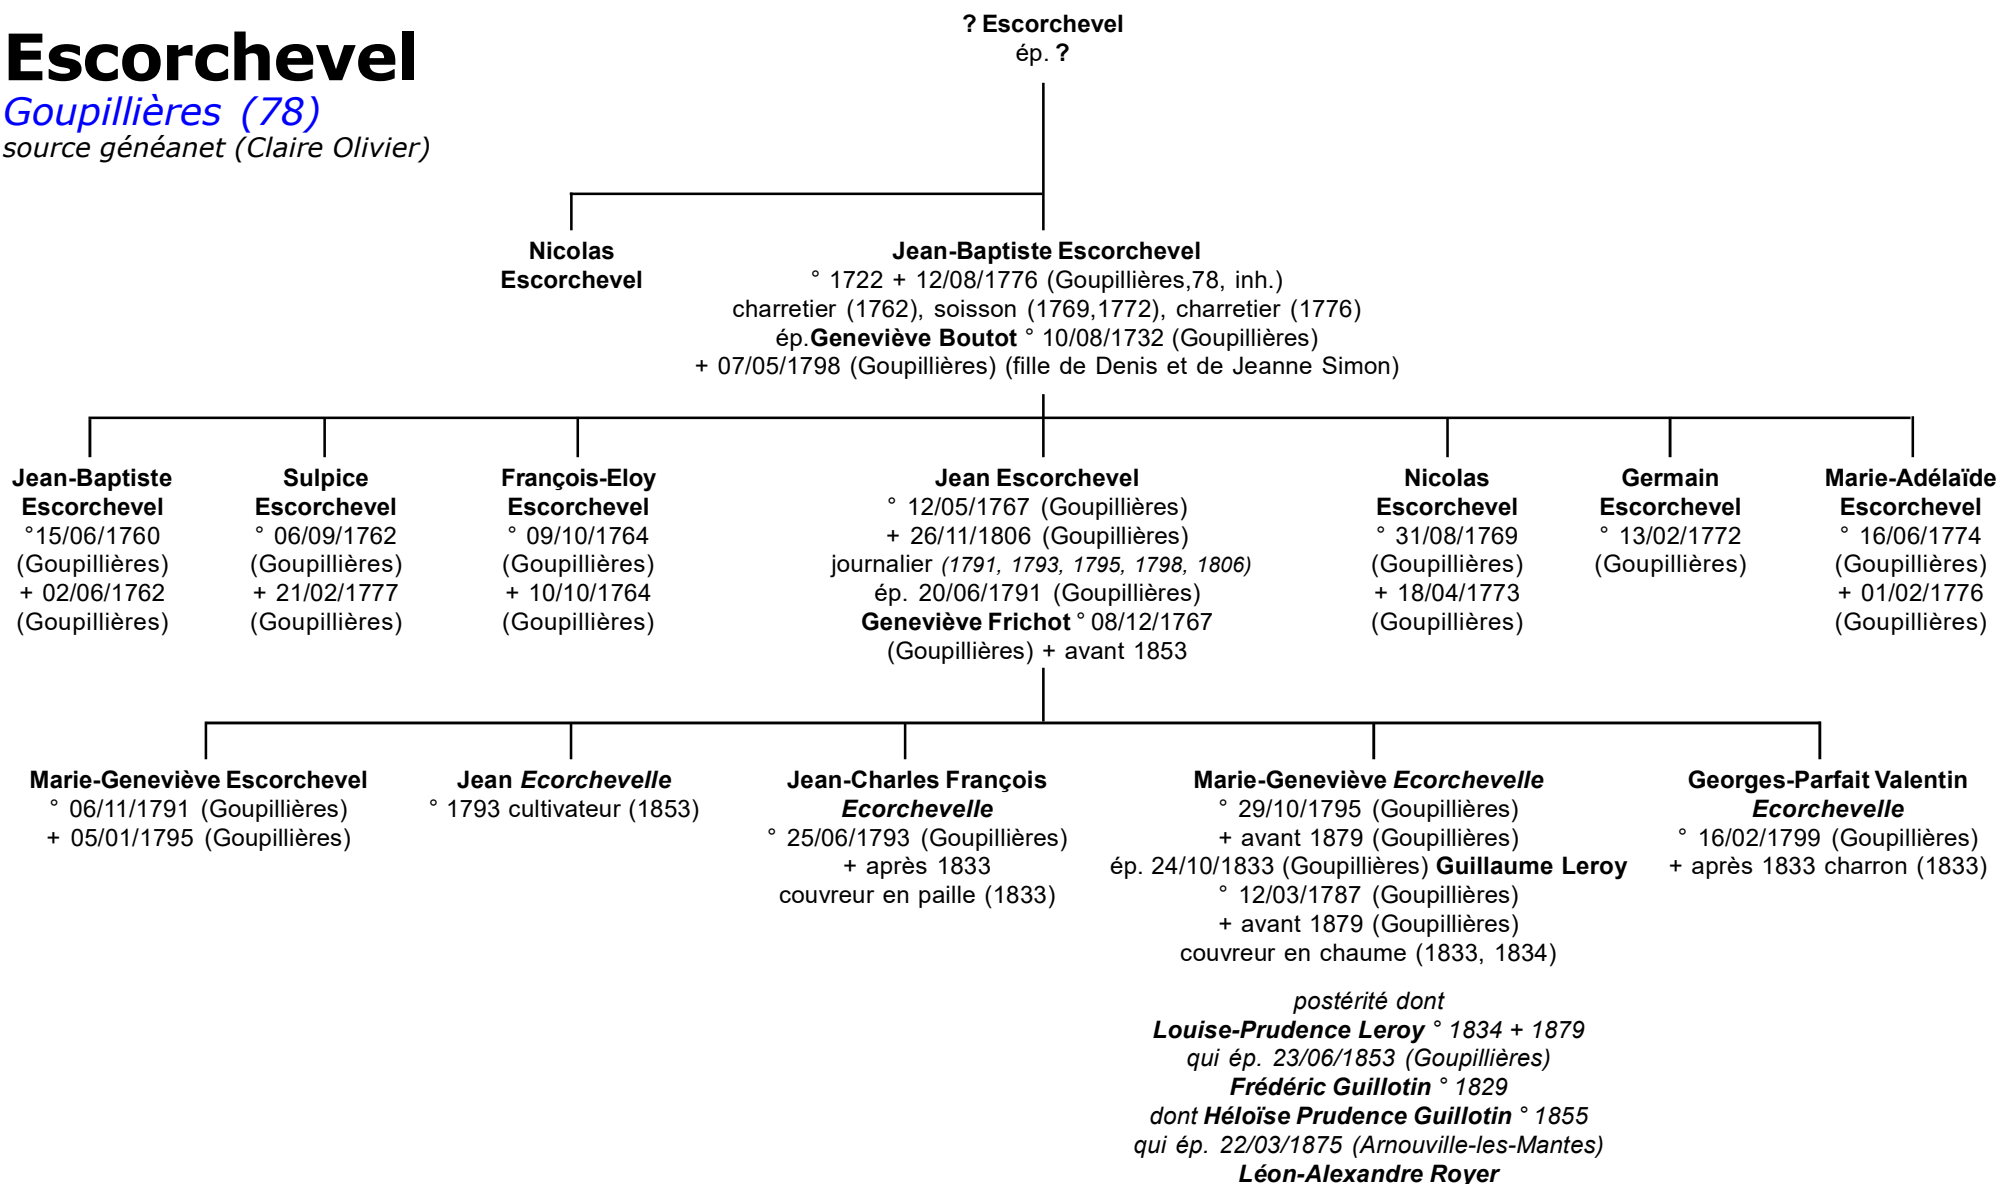 Escorchevel
Goupillières (78)
source généanet (Claire Olivier)
? Escorchevel
ép. ?
Nicolas
Escorchevel
Jean-Baptiste Escorchevel
° 1722 + 12/08/1776 (Goupillières,78, inh.)
charretier (1762), soisson (1769,1772), charretier (1776)
ép.Geneviève Boutot ° 10/08/1732 (Goupillières)
+ 07/05/1798 (Goupillières) (fille de Denis et de Jeanne Simon)
Jean-Baptiste
Escorchevel
°15/06/1760
(Goupillières)
+ 02/06/1762
(Goupillières)
Sulpice
Escorchevel
° 06/09/1762
(Goupillières)
+ 21/02/1777
(Goupillières)
François-Eloy
Escorchevel
° 09/10/1764
(Goupillières)
+ 10/10/1764
(Goupillières)
Jean Escorchevel
° 12/05/1767 (Goupillières)
+ 26/11/1806 (Goupillières)
journalier (1791, 1793, 1795, 1798, 1806)
ép. 20/06/1791 (Goupillières)
Geneviève Frichot ° 08/12/1767
(Goupillières) + avant 1853
Nicolas
Escorchevel
° 31/08/1769
(Goupillières)
+ 18/04/1773
(Goupillières)
Germain
Escorchevel
° 13/02/1772
(Goupillières)
Marie-Adélaïde
Escorchevel
° 16/06/1774
(Goupillières)
+ 01/02/1776
(Goupillières)
Marie-Geneviève Escorchevel
° 06/11/1791 (Goupillières)
+ 05/01/1795 (Goupillières)
Jean Ecorchevelle
° 1793 cultivateur (1853)
Jean-Charles François
Ecorchevelle
° 25/06/1793 (Goupillières)
+ après 1833
couvreur en paille (1833)
Marie-Geneviève Ecorchevelle
° 29/10/1795 (Goupillières)
+ avant 1879 (Goupillières)
ép. 24/10/1833 (Goupillières) Guillaume Leroy
° 12/03/1787 (Goupillières)
+ avant 1879 (Goupillières)
couvreur en chaume (1833, 1834)
postérité dont
Louise-Prudence Leroy ° 1834 + 1879
qui ép. 23/06/1853 (Goupillières)
Frédéric Guillotin ° 1829
dont Héloïse Prudence Guillotin ° 1855
qui ép. 22/03/1875 (Arnouville-les-Mantes)
Léon-Alexandre Royer
Georges-Parfait Valentin
Ecorchevelle
° 16/02/1799 (Goupillières)
+ après 1833 charron (1833)